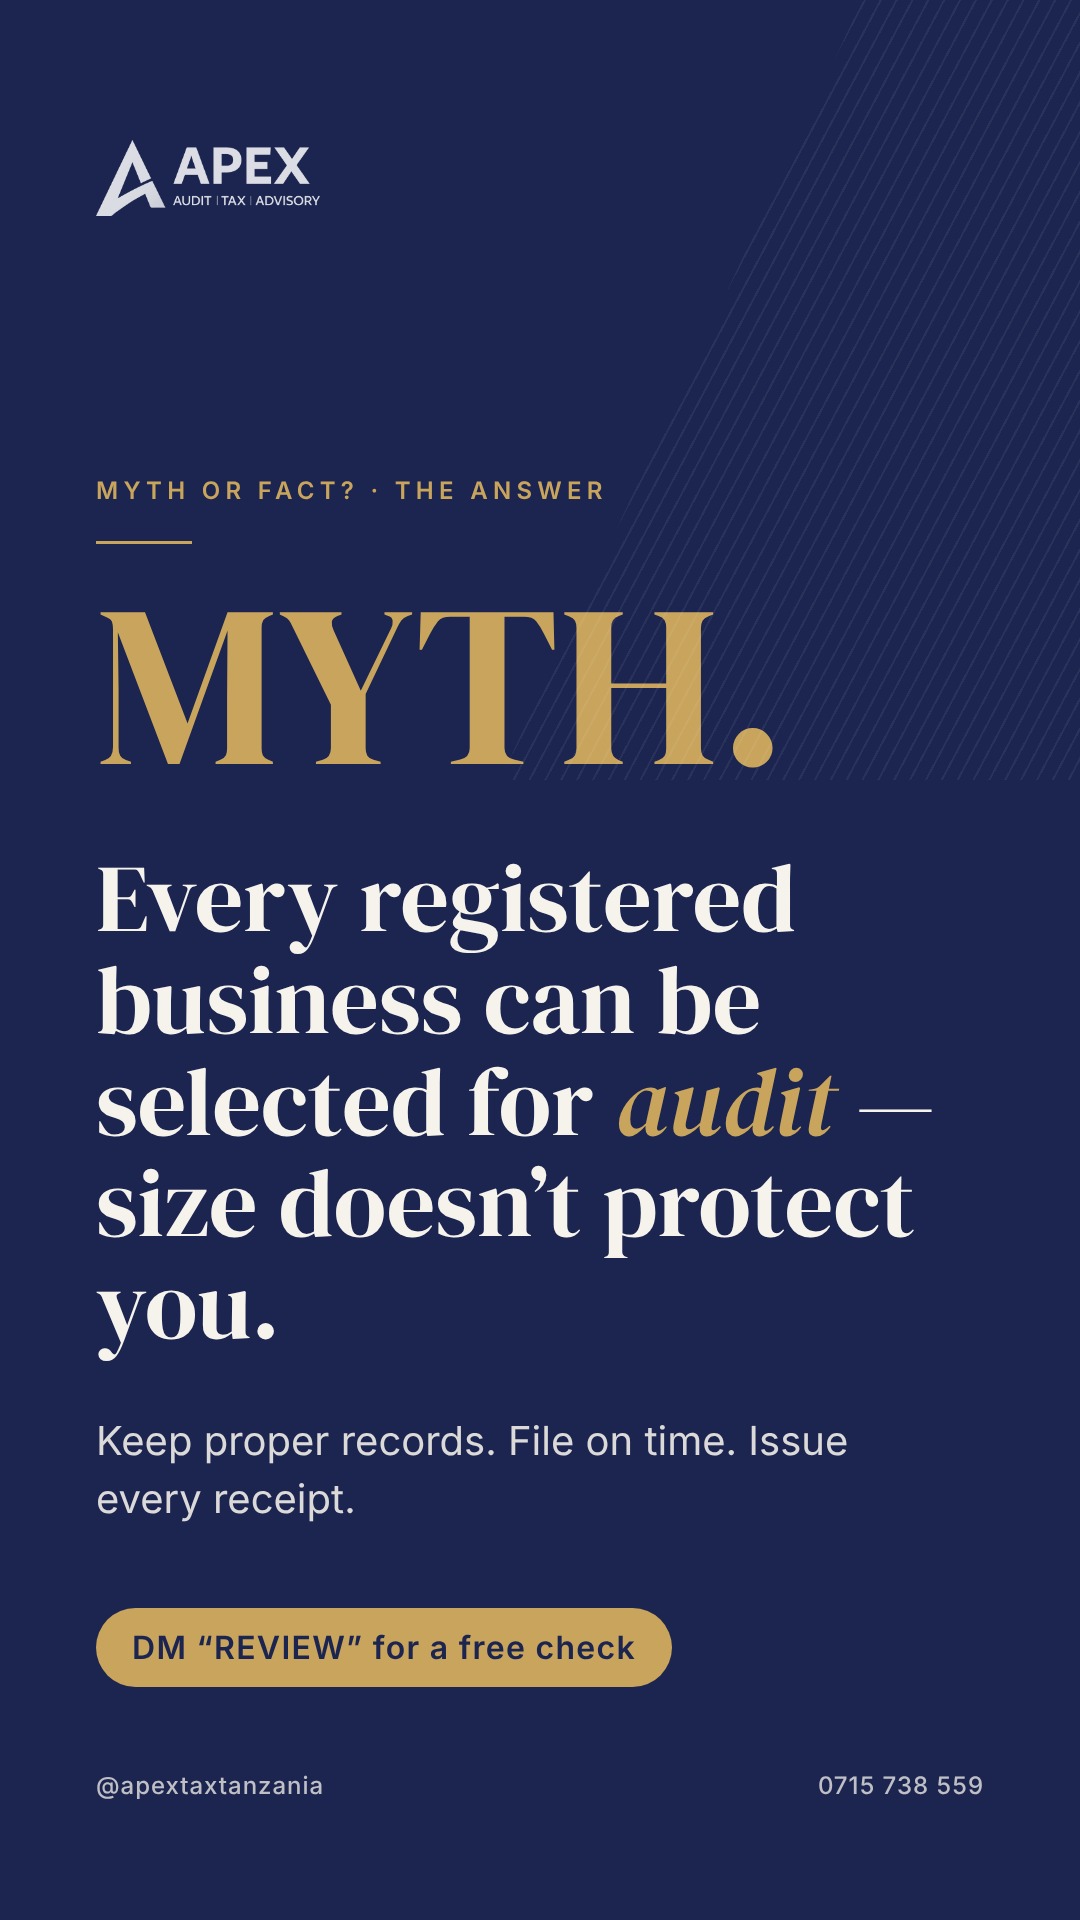 APEX
AUDIT | TAX | ADVISORY
MYTH OR FACT? · THE ANSWER
MYTH.
Every registered
business can be
selected for audit —
size doesn’t protect
you.
Keep proper records. File on time. Issue
every receipt.
DM “REVIEW” for a free check
@apextaxtanzania
0715 738 559